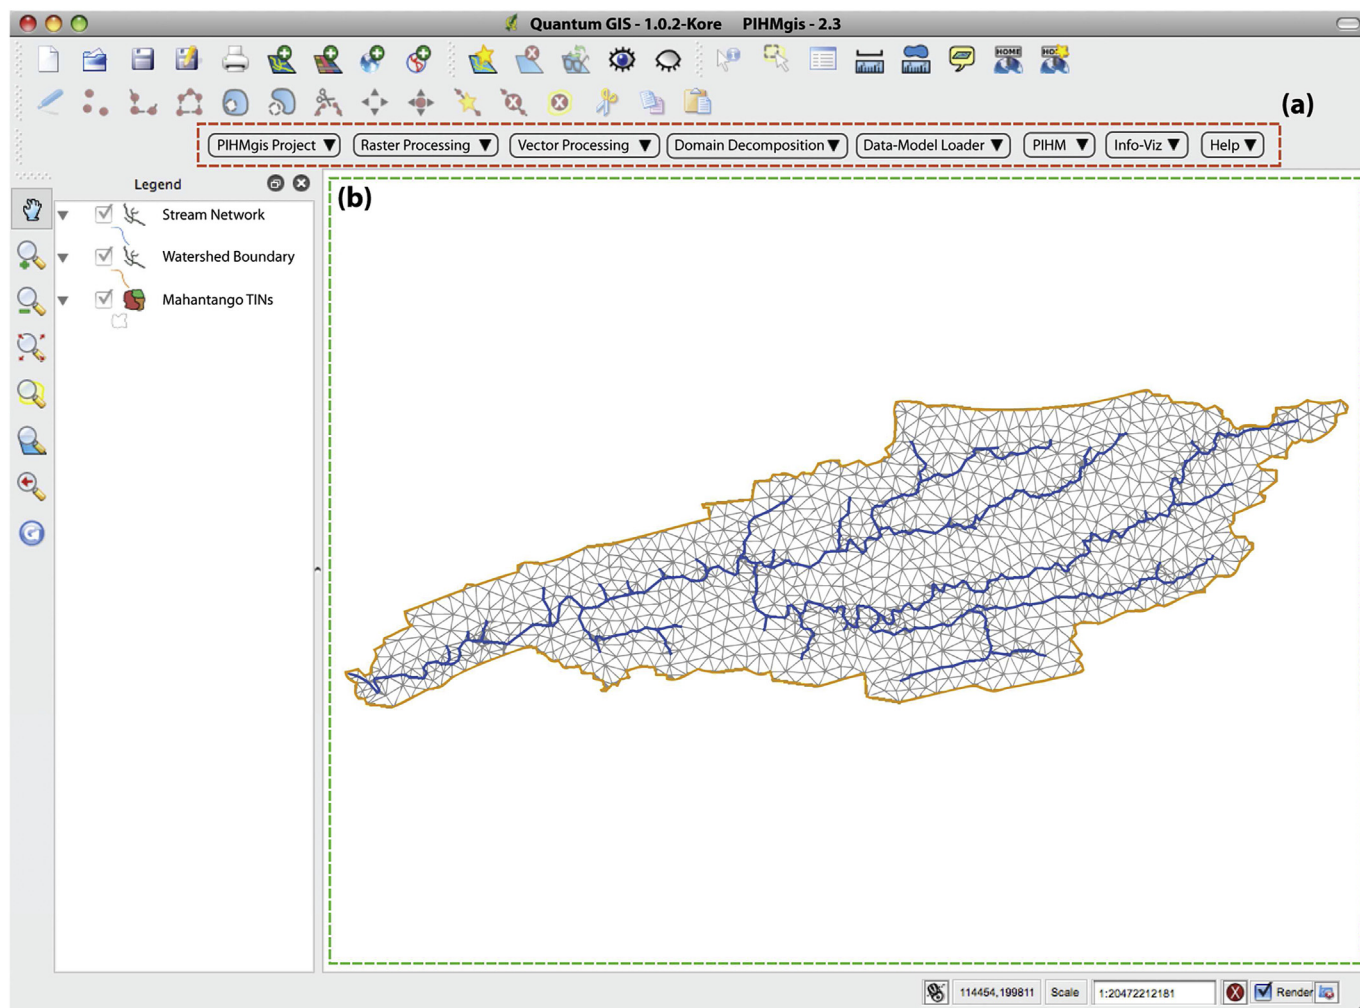 Quantum GIS - 1.0.2-Kore PIHMgis - 2.3
HOME
(a)
PIHMgis Project ▼ Raster Processing ▼ Vector Processing ▼ Domain Decomposition ▼ Data-Model Loader ▼ PIHM ▼ Info-Viz ▼ Help ▼
Legend
(b)
Stream Network
Watershed Boundary
Mahantango TINs
114454,199811 Scale 1:20472212181 Render